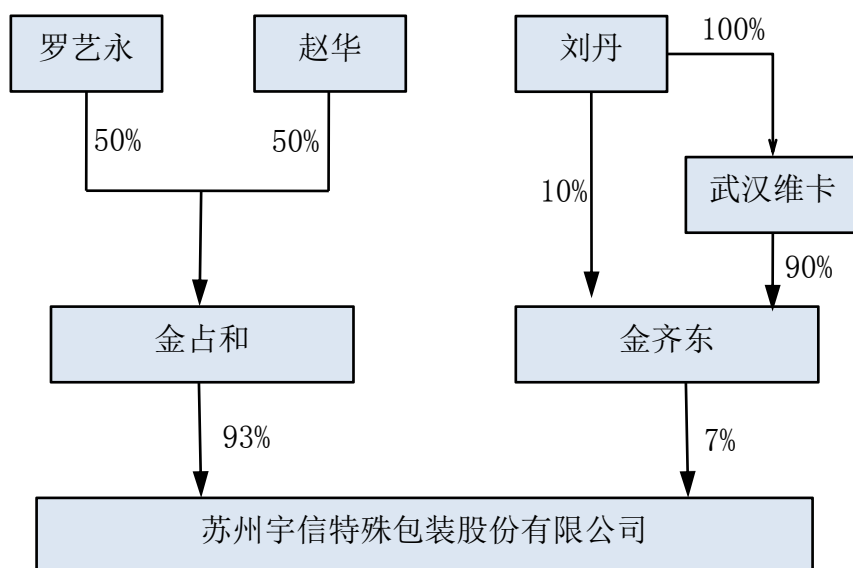 罗艺永
赵华
刘丹
100%
50%
50%
10%
武汉维卡
90%
金占和
金齐东
93%
7%
苏州宇信特殊包装股份有限公司